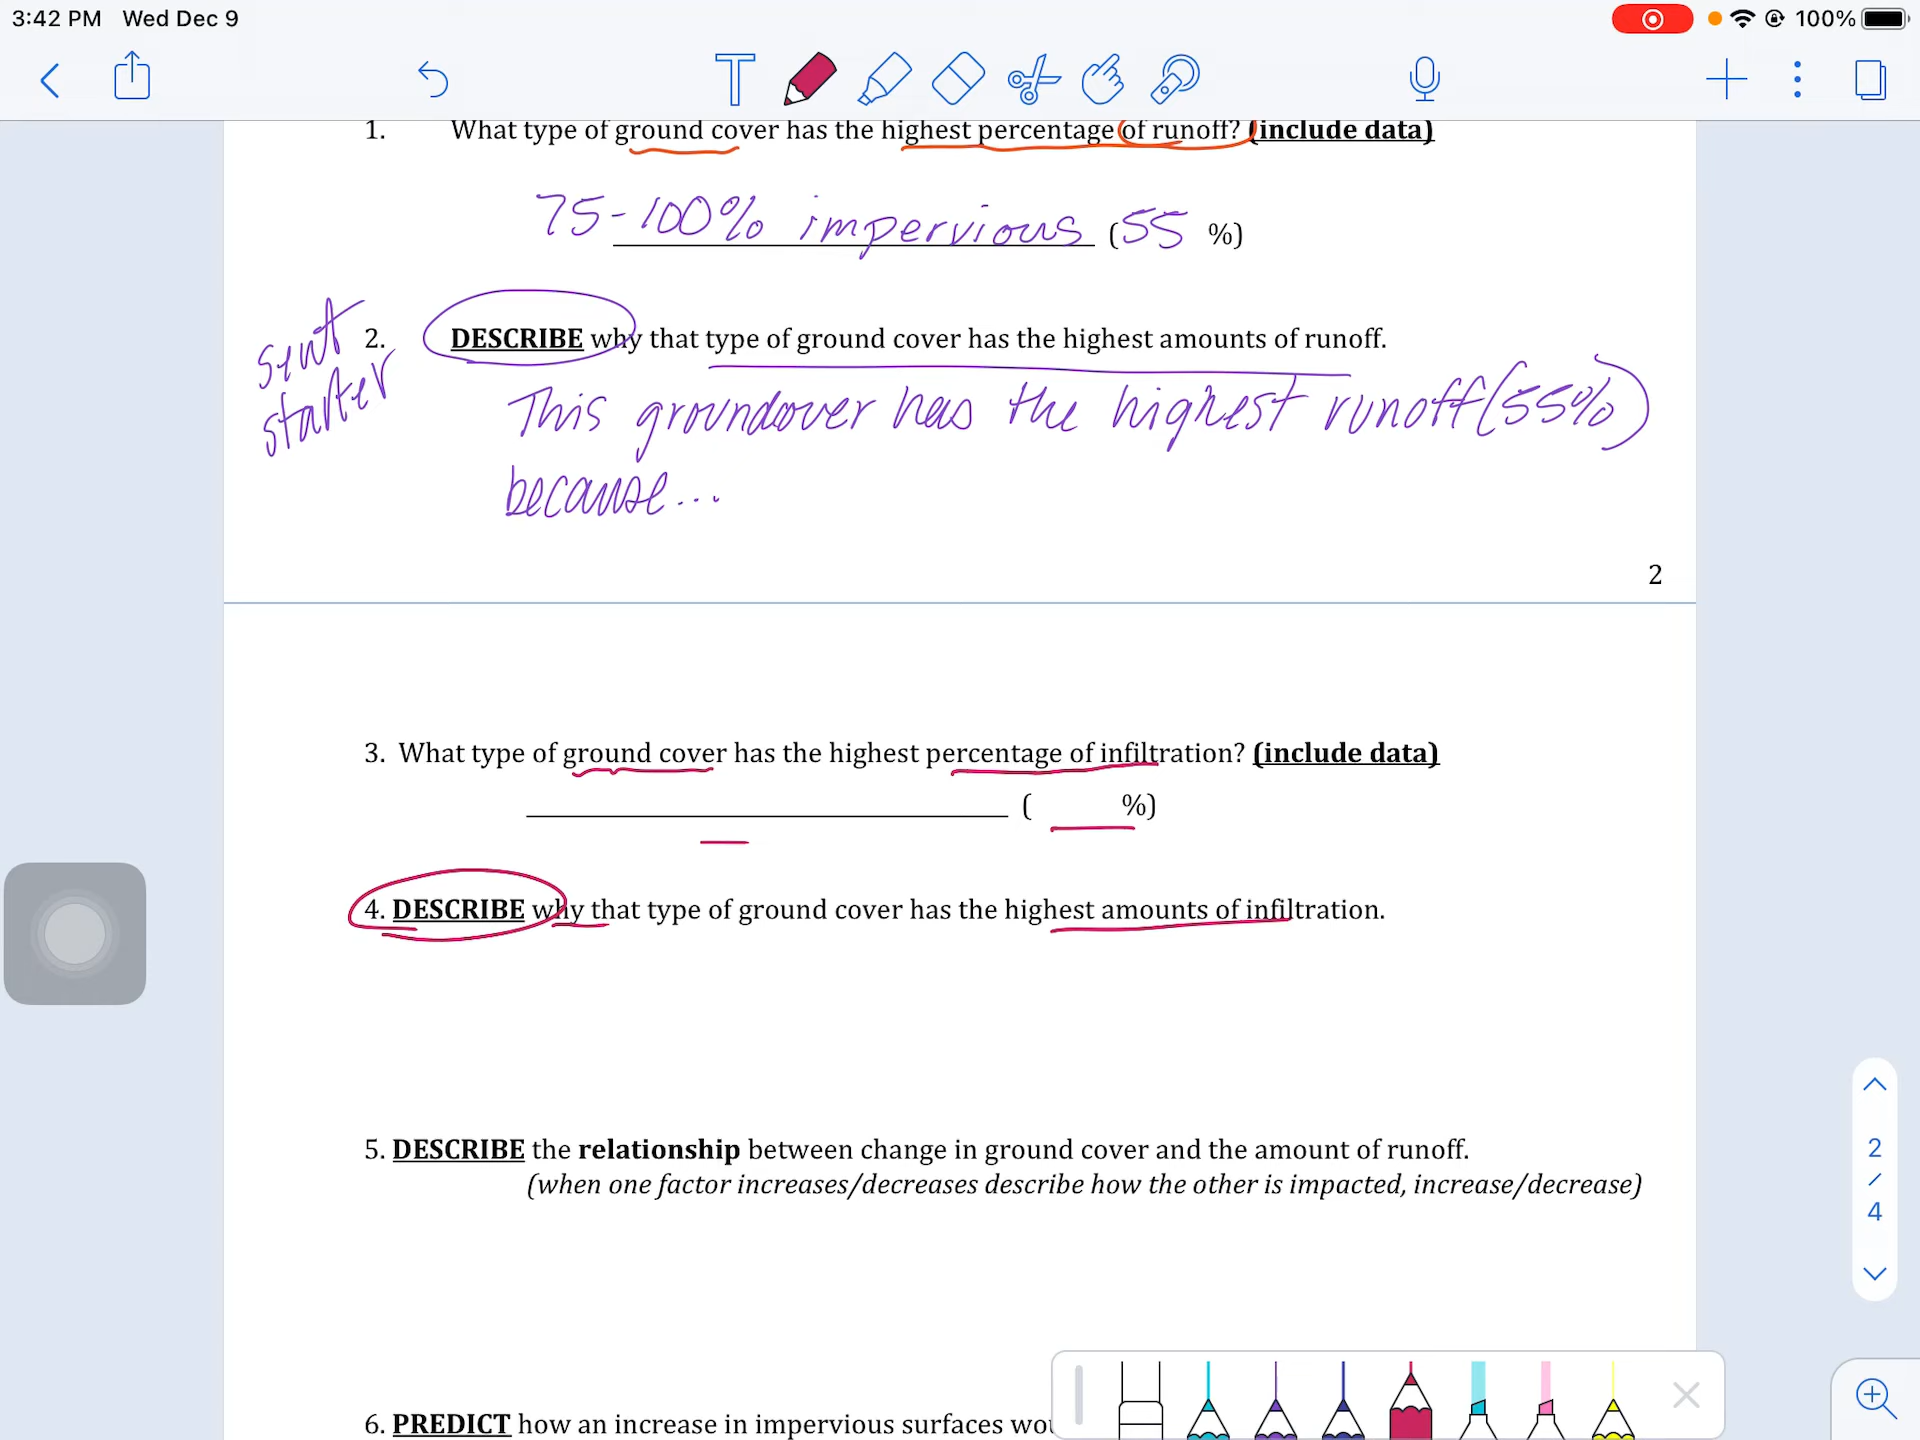 3:42 PM Wed Dec 9 100%
1. What type of ground cover has the highest percentage of runoff? (include data)
75-100% impervious (55 %)
sent starter
2. DESCRIBE why that type of ground cover has the highest amounts of runoff.
This groundcover has the highest runoff (55%)
because...
2
3. What type of ground cover has the highest percentage of infiltration? (include data)
( %)
4. DESCRIBE why that type of ground cover has the highest amounts of infiltration.
5. DESCRIBE the relationship between change in ground cover and the amount of runoff.
(when one factor increases/decreases describe how the other is impacted, increase/decrease)
2
/
4
6. PREDICT how an increase in impervious surfaces